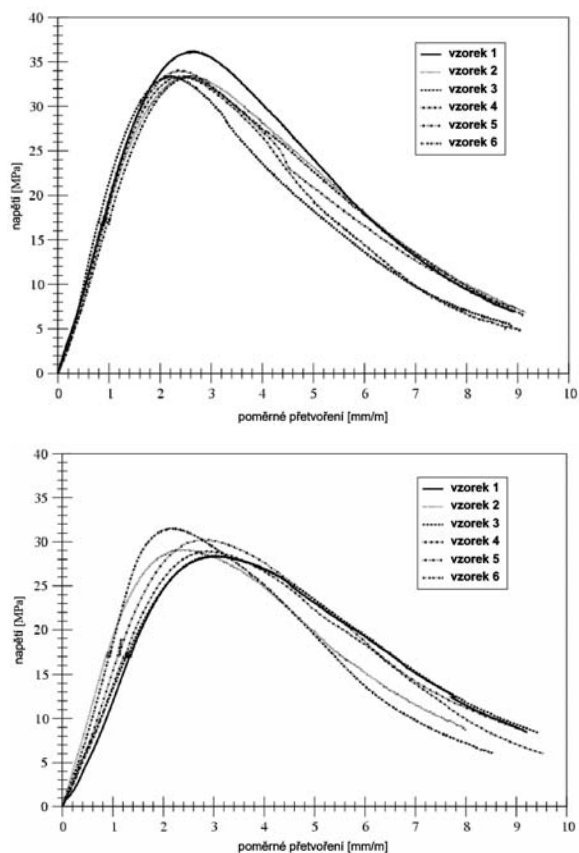 40
35
30
25
20
15
10
5
0
napětí [MPa]
vzorek 1
vzorek 2
vzorek 3
vzorek 4
vzorek 5
vzorek 6
0 1 2 3 4 5 6 7 8 9 10
poměrné přetvoření [mm/m]
40
35
30
25
20
15
10
5
0
napětí [MPa]
vzorek 1
vzorek 2
vzorek 3
vzorek 4
vzorek 5
vzorek 6
0 1 2 3 4 5 6 7 8 9 10
poměrné přetvoření [mm/m]